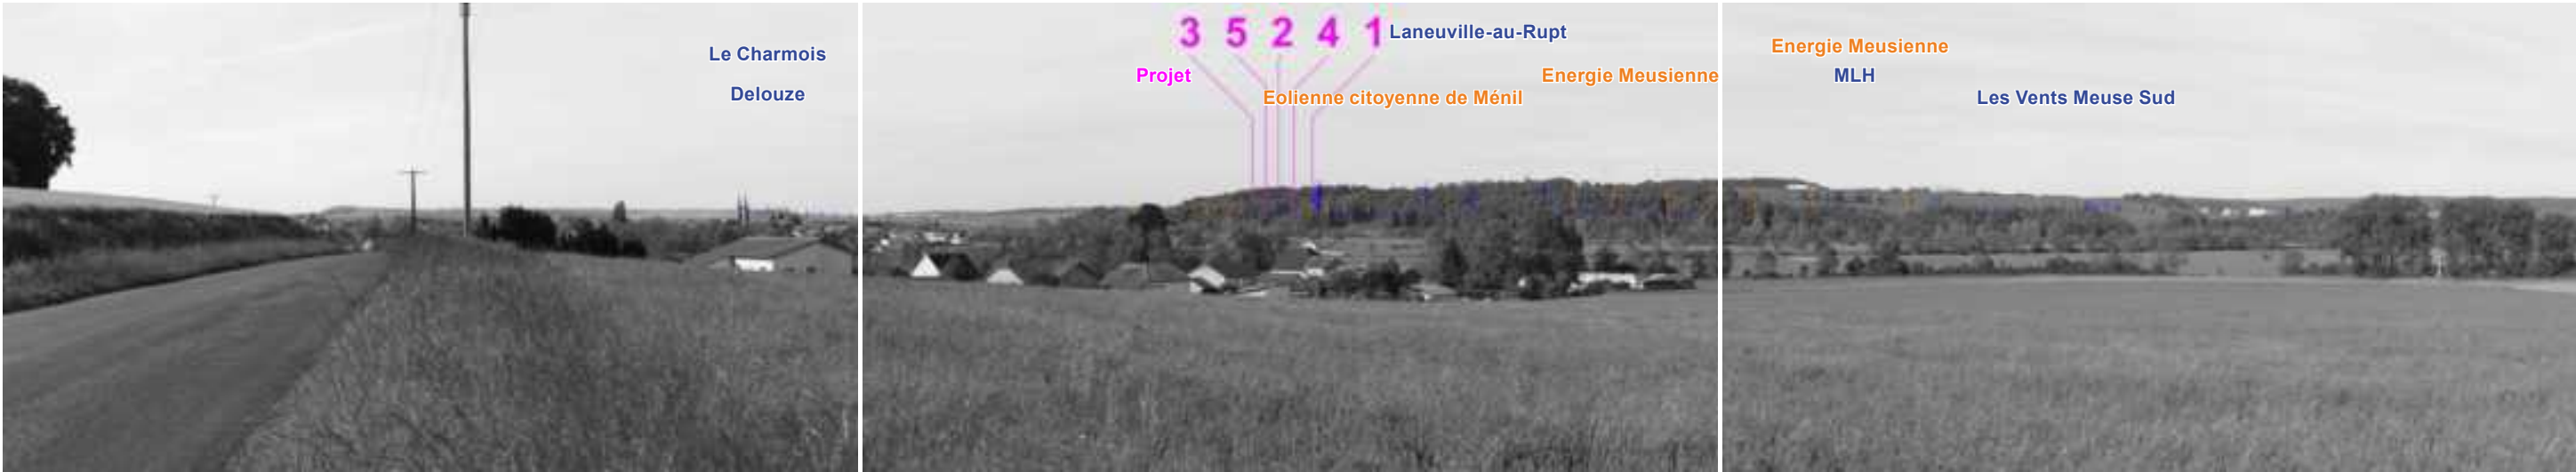 Le Charmois
Delouze
3 5 2 4 1
Laneuville-au-Rupt
Projet
Energie Meusienne
Eolienne citoyenne de Ménil
Energie Meusienne
MLH
Les Vents Meuse Sud